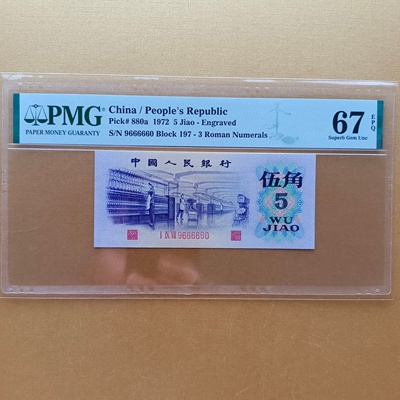 PMG
PAPER MONEY GUARANTY
China / People's Republic
Pick# 880a 1972 5 Jiao - Engraved
S/N 9666660 Block 197 - 3 Roman Numerals
67 EPQ
Superb Gem Unc
中國人民銀行
伍角
5
WU
JIAO
I IX VII 9666660